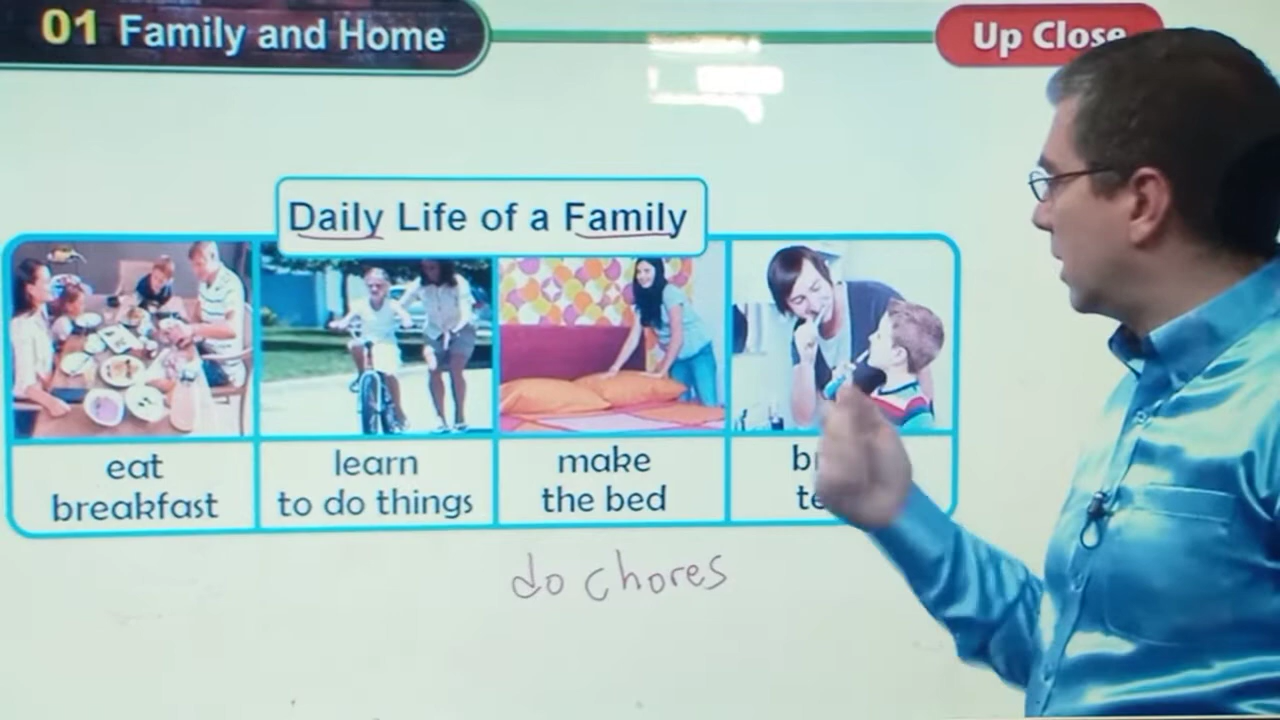 01 Family and Home
Up Close
Daily Life of a Family
eat
breakfast
learn
to do things
make
the bed
do chores